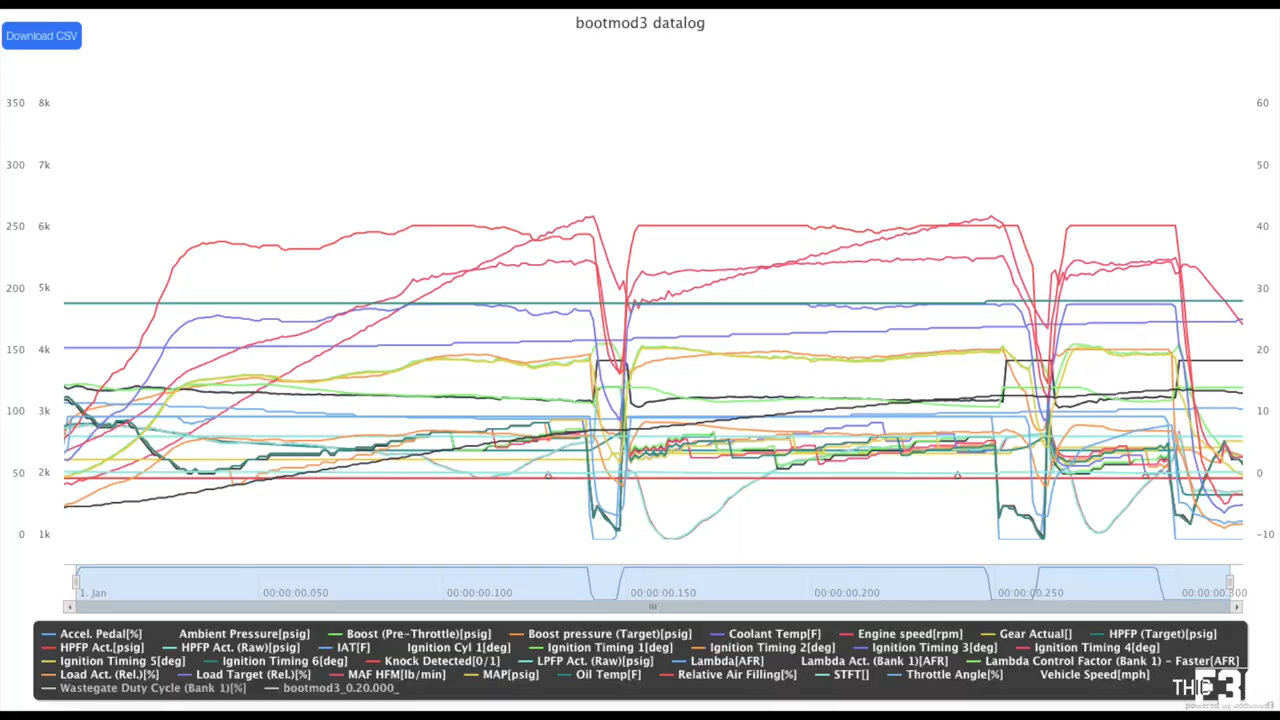 bootmod3 datalog
Download CSV
350 8k 60
300 7k 50
250 6k 40
200 5k 30
150 4k 20
100 3k 10
50 2k 0
0 1k -10
1. Jan 00:00:00.050 00:00:00.100 00:00:00.150 00:00:00.200 00:00:00.250 00:00:00.300
Accel. Pedal[%] Ambient Pressure[psig] Boost (Pre-Throttle)[psig] Boost pressure (Target)[psig] Coolant Temp[F] Engine speed[rpm] Gear Actual[] HPFP (Target)[psig]
HPFP Act.[psig] HPFP Act. (Raw)[psig] IAT[F] Ignition Cyl 1[deg] Ignition Timing 1[deg] Ignition Timing 2[deg] Ignition Timing 3[deg] Ignition Timing 4[deg]
Ignition Timing 5[deg] Ignition Timing 6[deg] Knock Detected[0/1] LPFP Act. (Raw)[psig] Lambda[AFR] Lambda Act. (Bank 1)[AFR] Lambda Control Factor (Bank 1) - Faster[AFR]
Load Act. (Rel.)[%] Load Target (Rel.)[%] MAF HFM[lb/min] MAP[psig] Oil Temp[F] Relative Air Filling[%] STFT[] Throttle Angle[%] Vehicle Speed[mph]
Wastegate Duty Cycle (Bank 1)[%] bootmod3_0.20.000_